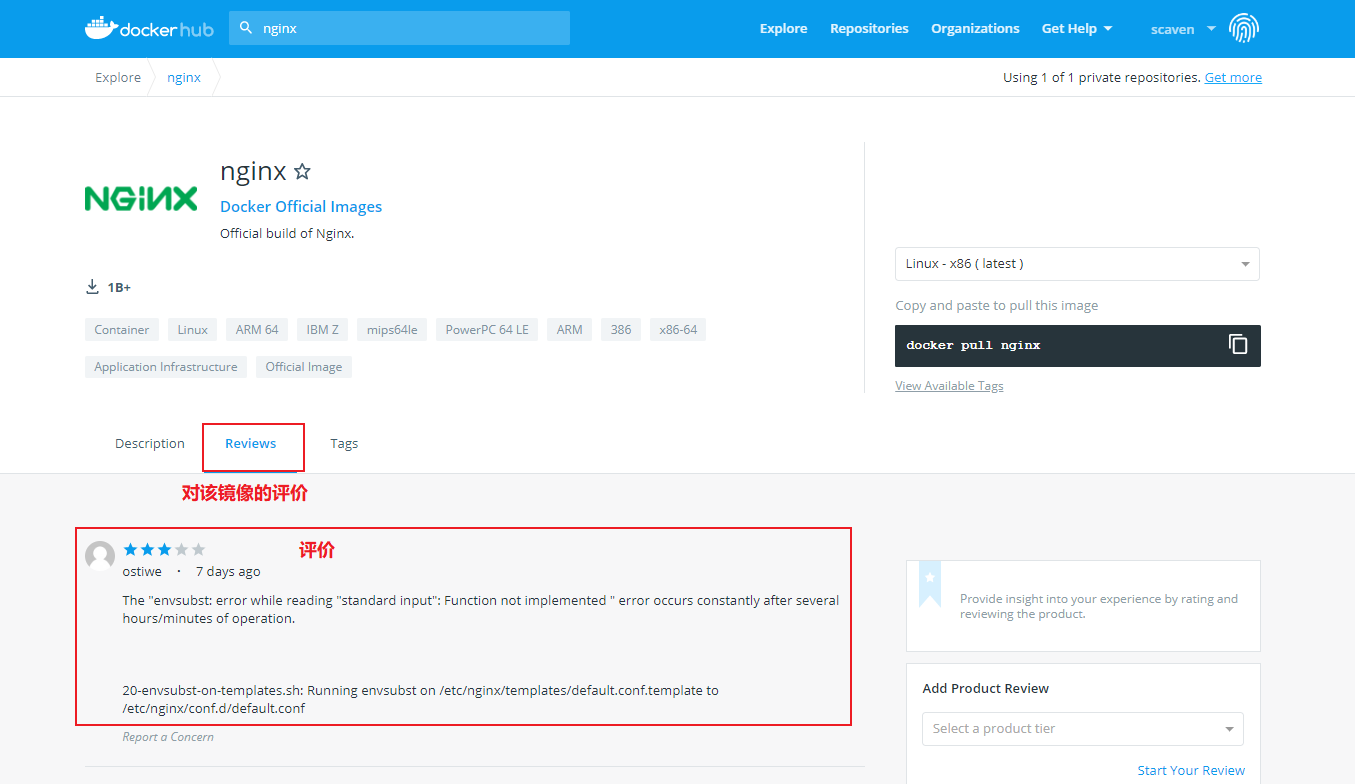 docker hub
nginx
Explore
Repositories
Organizations
Get Help
scaven
Explore
nginx
Using 1 of 1 private repositories. Get more
NGINX
nginx
Docker Official Images
Official build of Nginx.
1B+
Container
Linux
ARM 64
IBM Z
mips64le
PowerPC 64 LE
ARM
386
x86-64
Application Infrastructure
Official Image
Linux - x86 ( latest )
Copy and paste to pull this image
docker pull nginx
View Available Tags
Description
Reviews
Tags
对该镜像的评价
评价
ostiwe · 7 days ago
The "envsubst: error while reading "standard input": Function not implemented " error occurs constantly after several
hours/minutes of operation.
20-envsubst-on-templates.sh: Running envsubst on /etc/nginx/templates/default.conf.template to
/etc/nginx/conf.d/default.conf
Report a Concern
Provide insight into your experience by rating and
reviewing the product.
Add Product Review
Select a product tier
Start Your Review